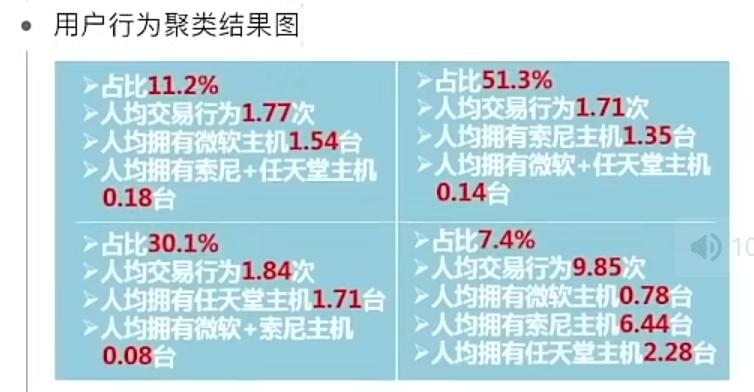 用户行为聚类结果图
占比11.2%
人均交易行为1.77次
人均拥有微软主机1.54台
人均拥有索尼+任天堂主机
0.18台
占比51.3%
人均交易行为1.71次
人均拥有索尼主机1.35台
人均拥有微软+任天堂主机
0.14台
占比30.1%
人均交易行为1.84次
人均拥有任天堂主机1.71台
人均拥有微软+索尼主机
0.08台
占比7.4%
人均交易行为9.85次
人均拥有微软主机0.78台
人均拥有索尼主机6.44台
人均拥有任天堂主机2.28台